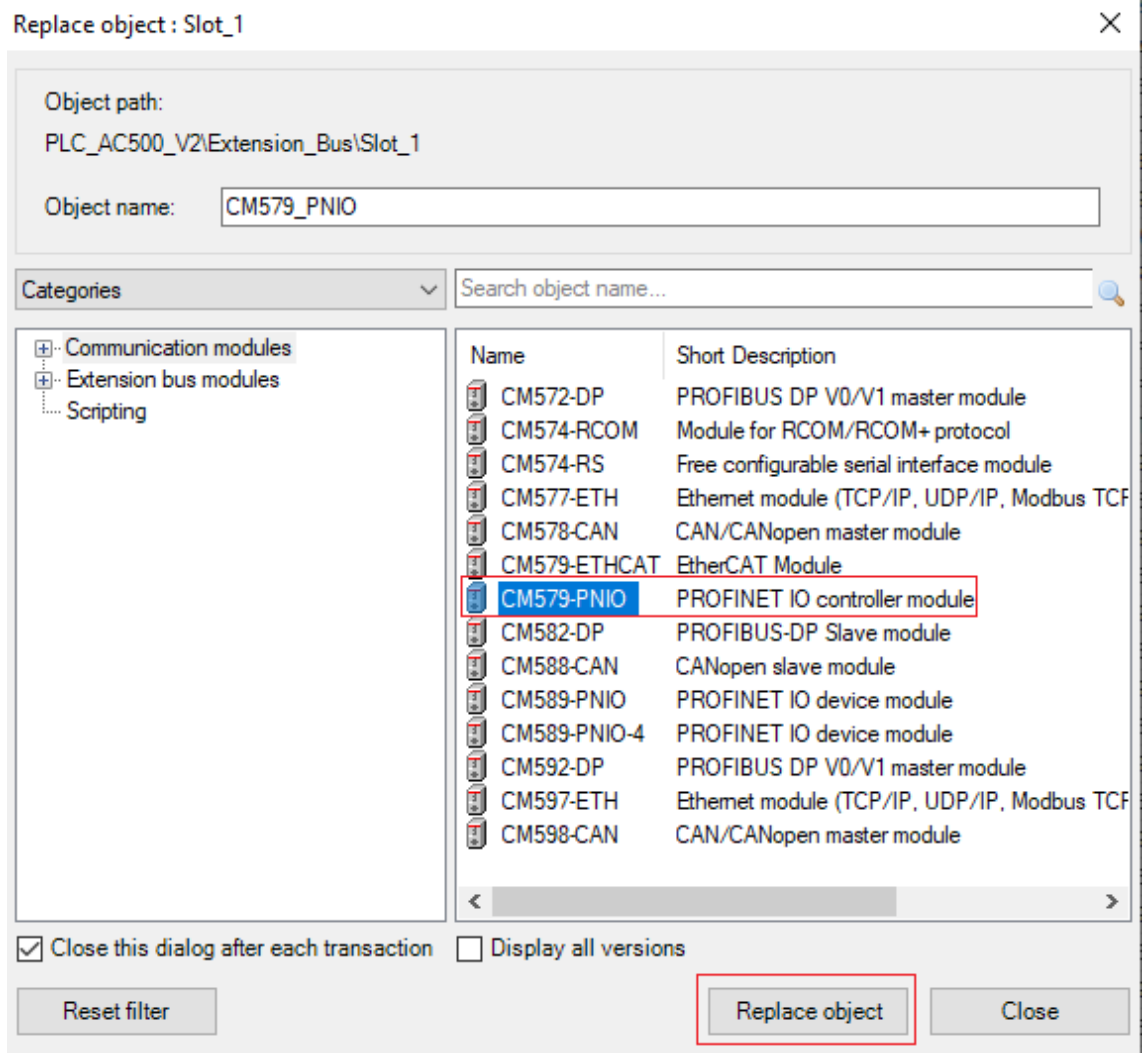 Replace object : Slot_1
Object path:
PLC_AC500_V2\Extension_Bus\Slot_1
Object name: CM579_PNIO
Categories Search object name...
Communication modules
Extension bus modules
Scripting
Name Short Description
CM572-DP PROFIBUS DP V0/V1 master module
CM574-RCOM Module for RCOM/RCOM+ protocol
CM574-RS Free configurable serial interface module
CM577-ETH Ethernet module (TCP/IP, UDP/IP, Modbus TCP
CM578-CAN CAN/CANopen master module
CM579-ETHCAT EtherCAT Module
CM579-PNIO PROFINET IO controller module
CM582-DP PROFIBUS-DP Slave module
CM588-CAN CANopen slave module
CM589-PNIO PROFINET IO device module
CM589-PNIO-4 PROFINET IO device module
CM592-DP PROFIBUS DP V0/V1 master module
CM597-ETH Ethernet module (TCP/IP, UDP/IP, Modbus TCP
CM598-CAN CAN/CANopen master module
Close this dialog after each transaction Display all versions
Reset filter Replace object Close